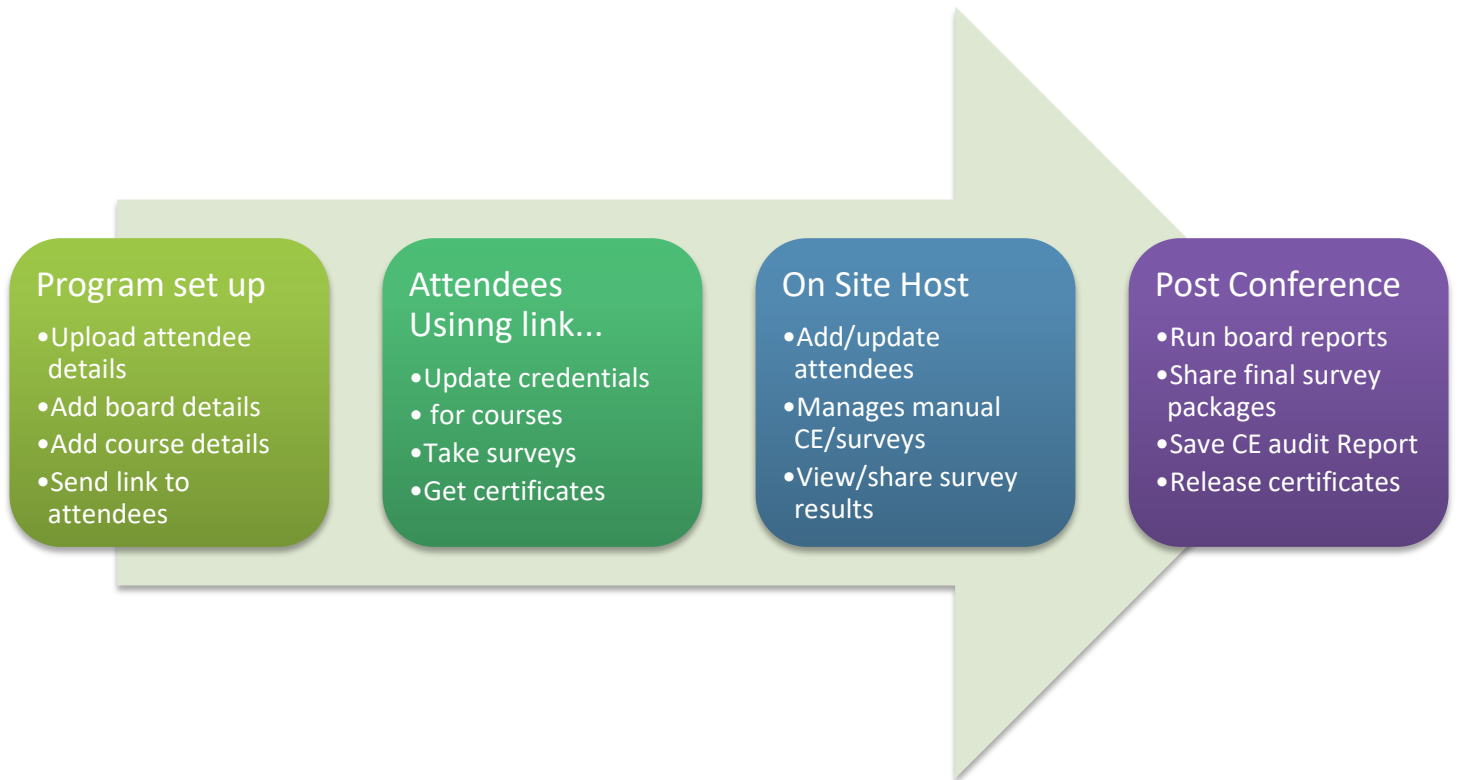 Program set up
•Upload attendee
details
•Add board details
•Add course details
•Send link to
attendees
Attendees
Usinng link...
•Update credentials
• for courses
•Take surveys
•Get certificates
On Site Host
•Add/update
attendees
•Manages manual
CE/surveys
•View/share survey
results
Post Conference
•Run board reports
•Share final survey
packages
•Save CE audit Report
•Release certificates